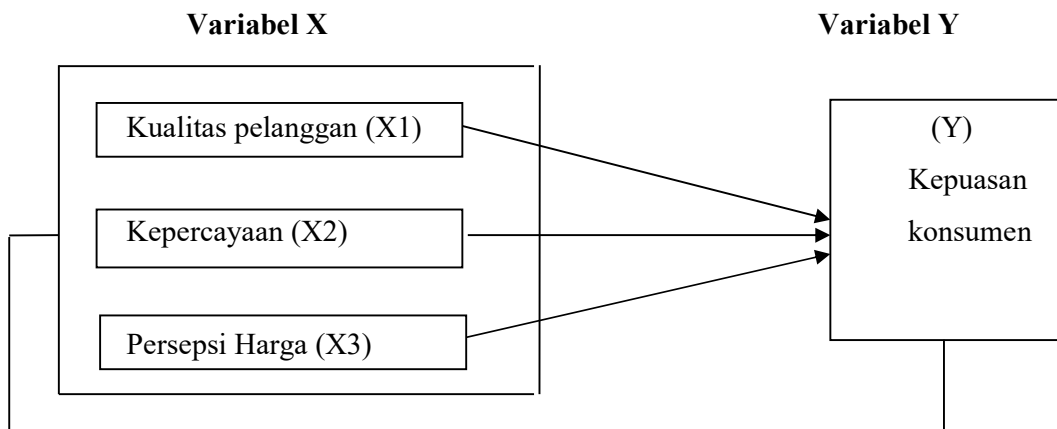 Variabel X
Variabel Y
Kualitas pelanggan (X1)
Kepercayaan (X2)
Persepsi Harga (X3)
(Y)
Kepuasan
konsumen